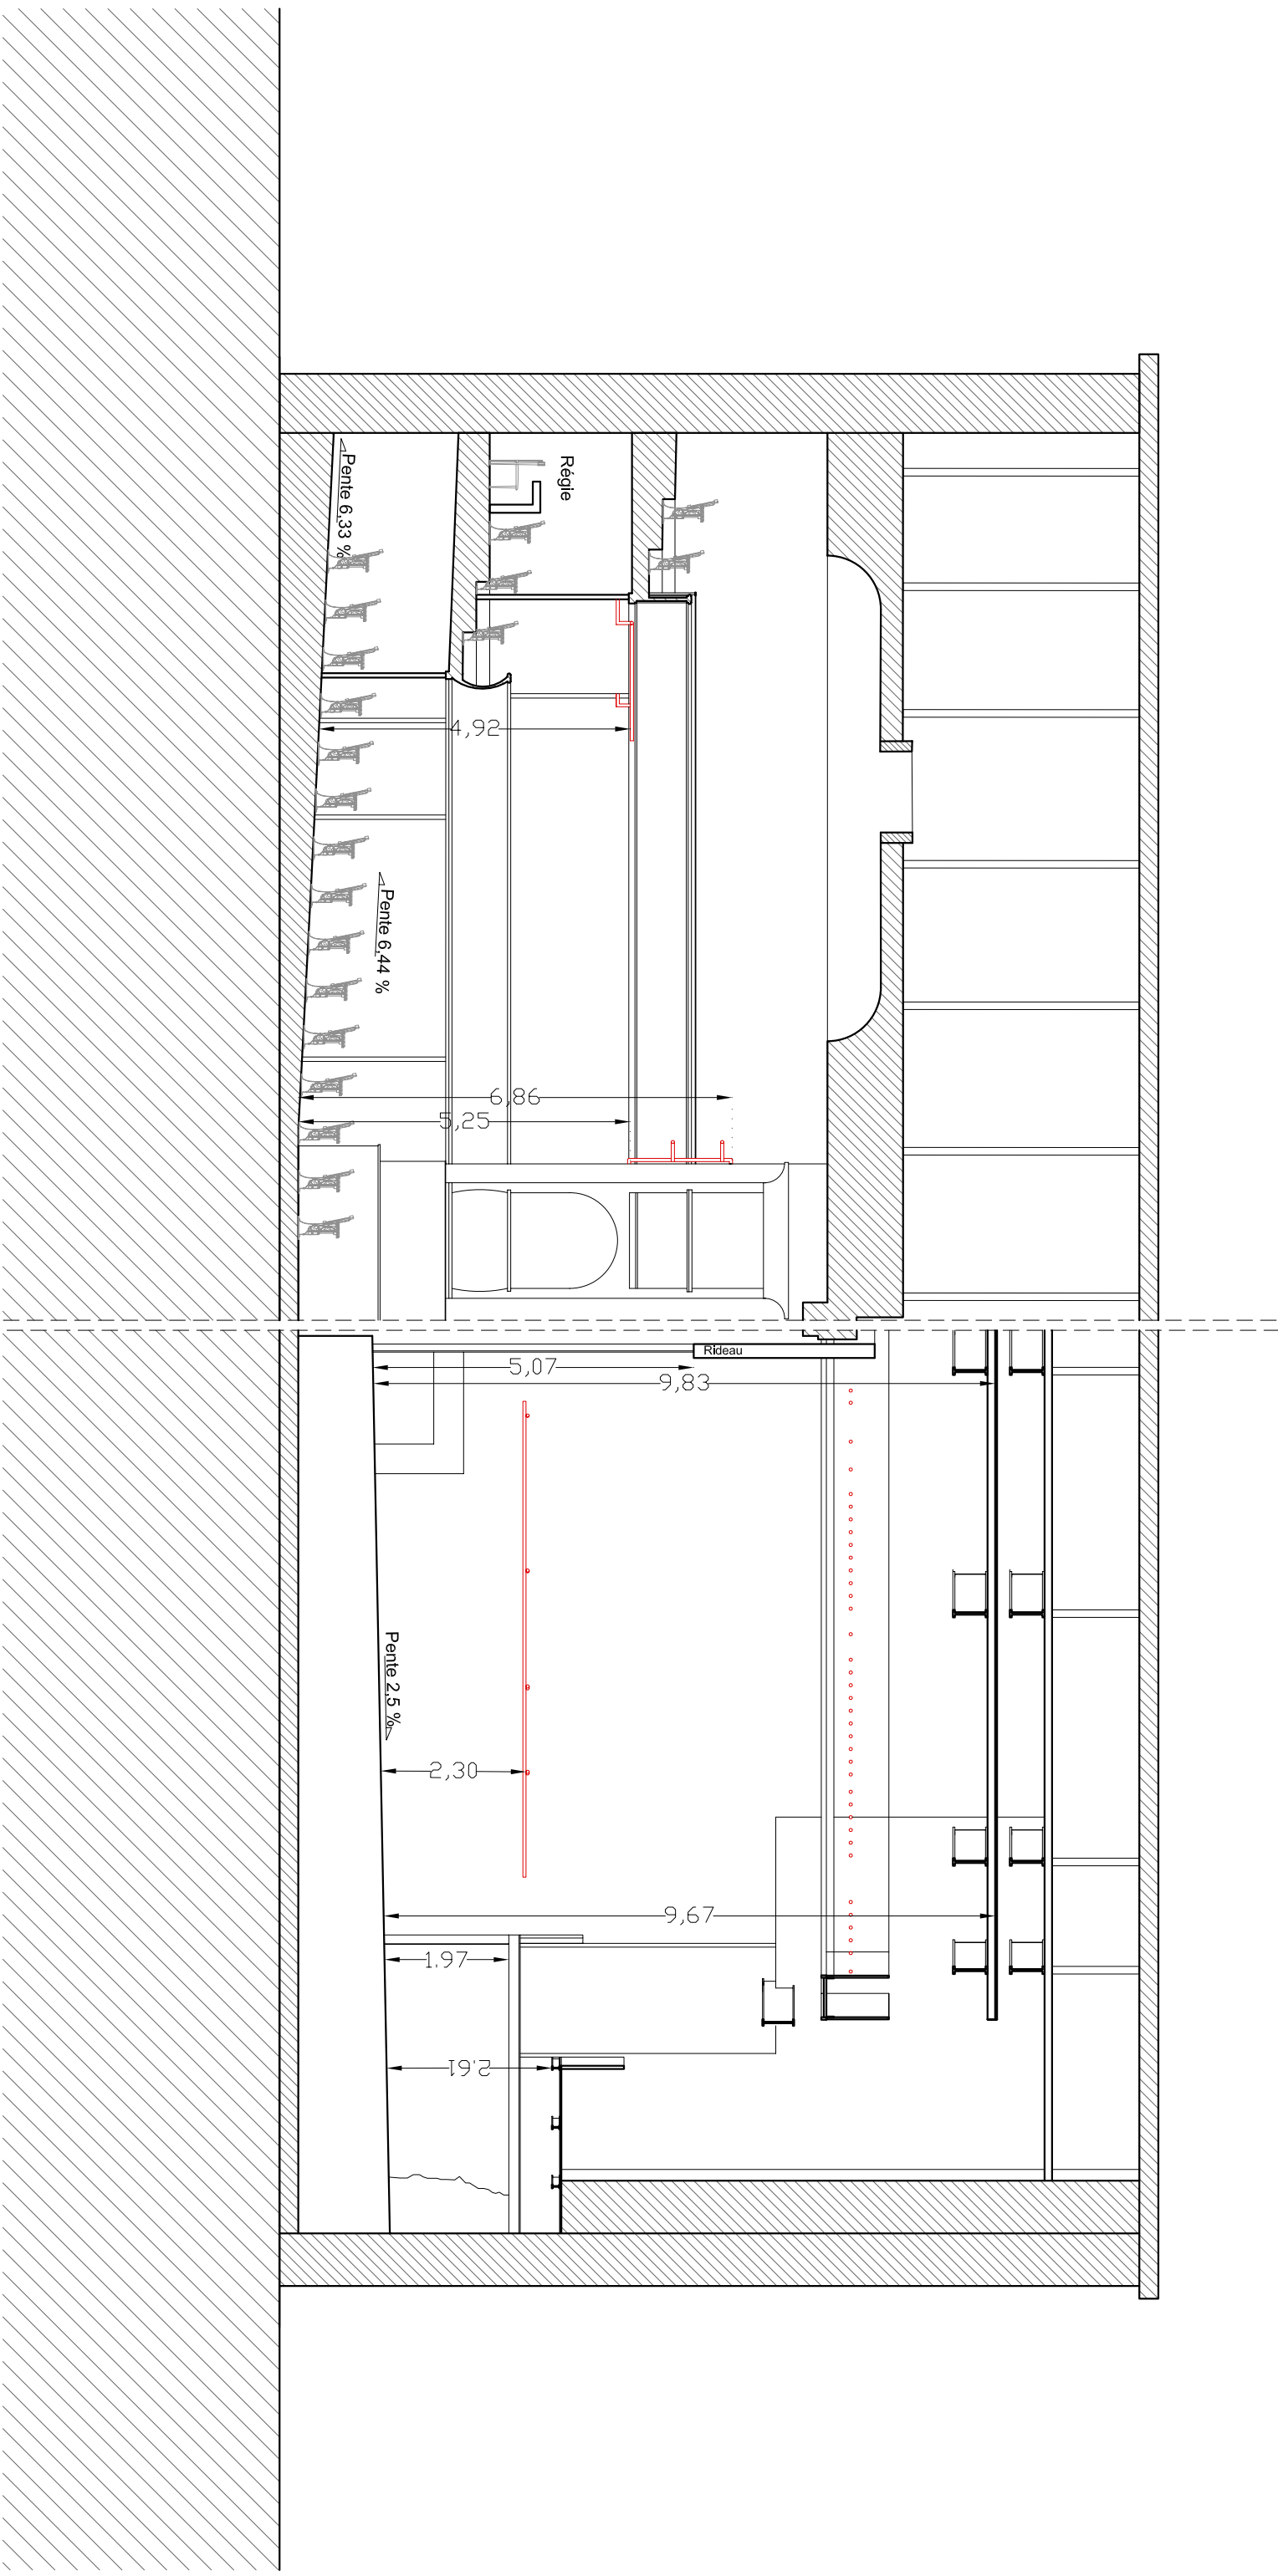 Pente 6,33 %
Régie
4,92
Pente 6,44 %
6,86
5,25
Rideau
5,07
9,83
Pente 2,5 %
2,30
9,67
1.97
2.61